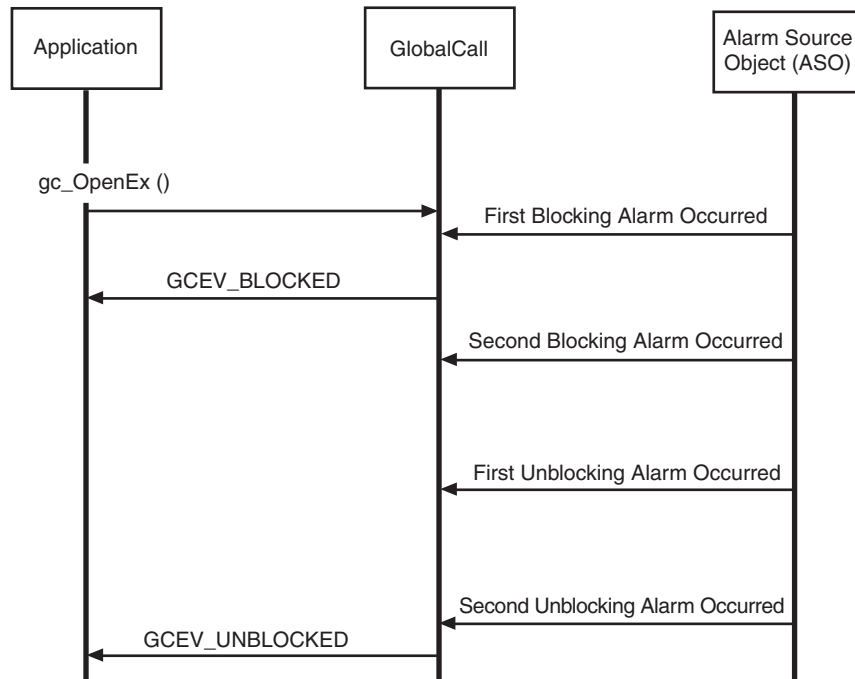 Application
GlobalCall
Alarm Source
Object (ASO)
gc_OpenEx ()
First Blocking Alarm Occurred
GCEV_BLOCKED
Second Blocking Alarm Occurred
First Unblocking Alarm Occurred
Second Unblocking Alarm Occurred
GCEV_UNBLOCKED